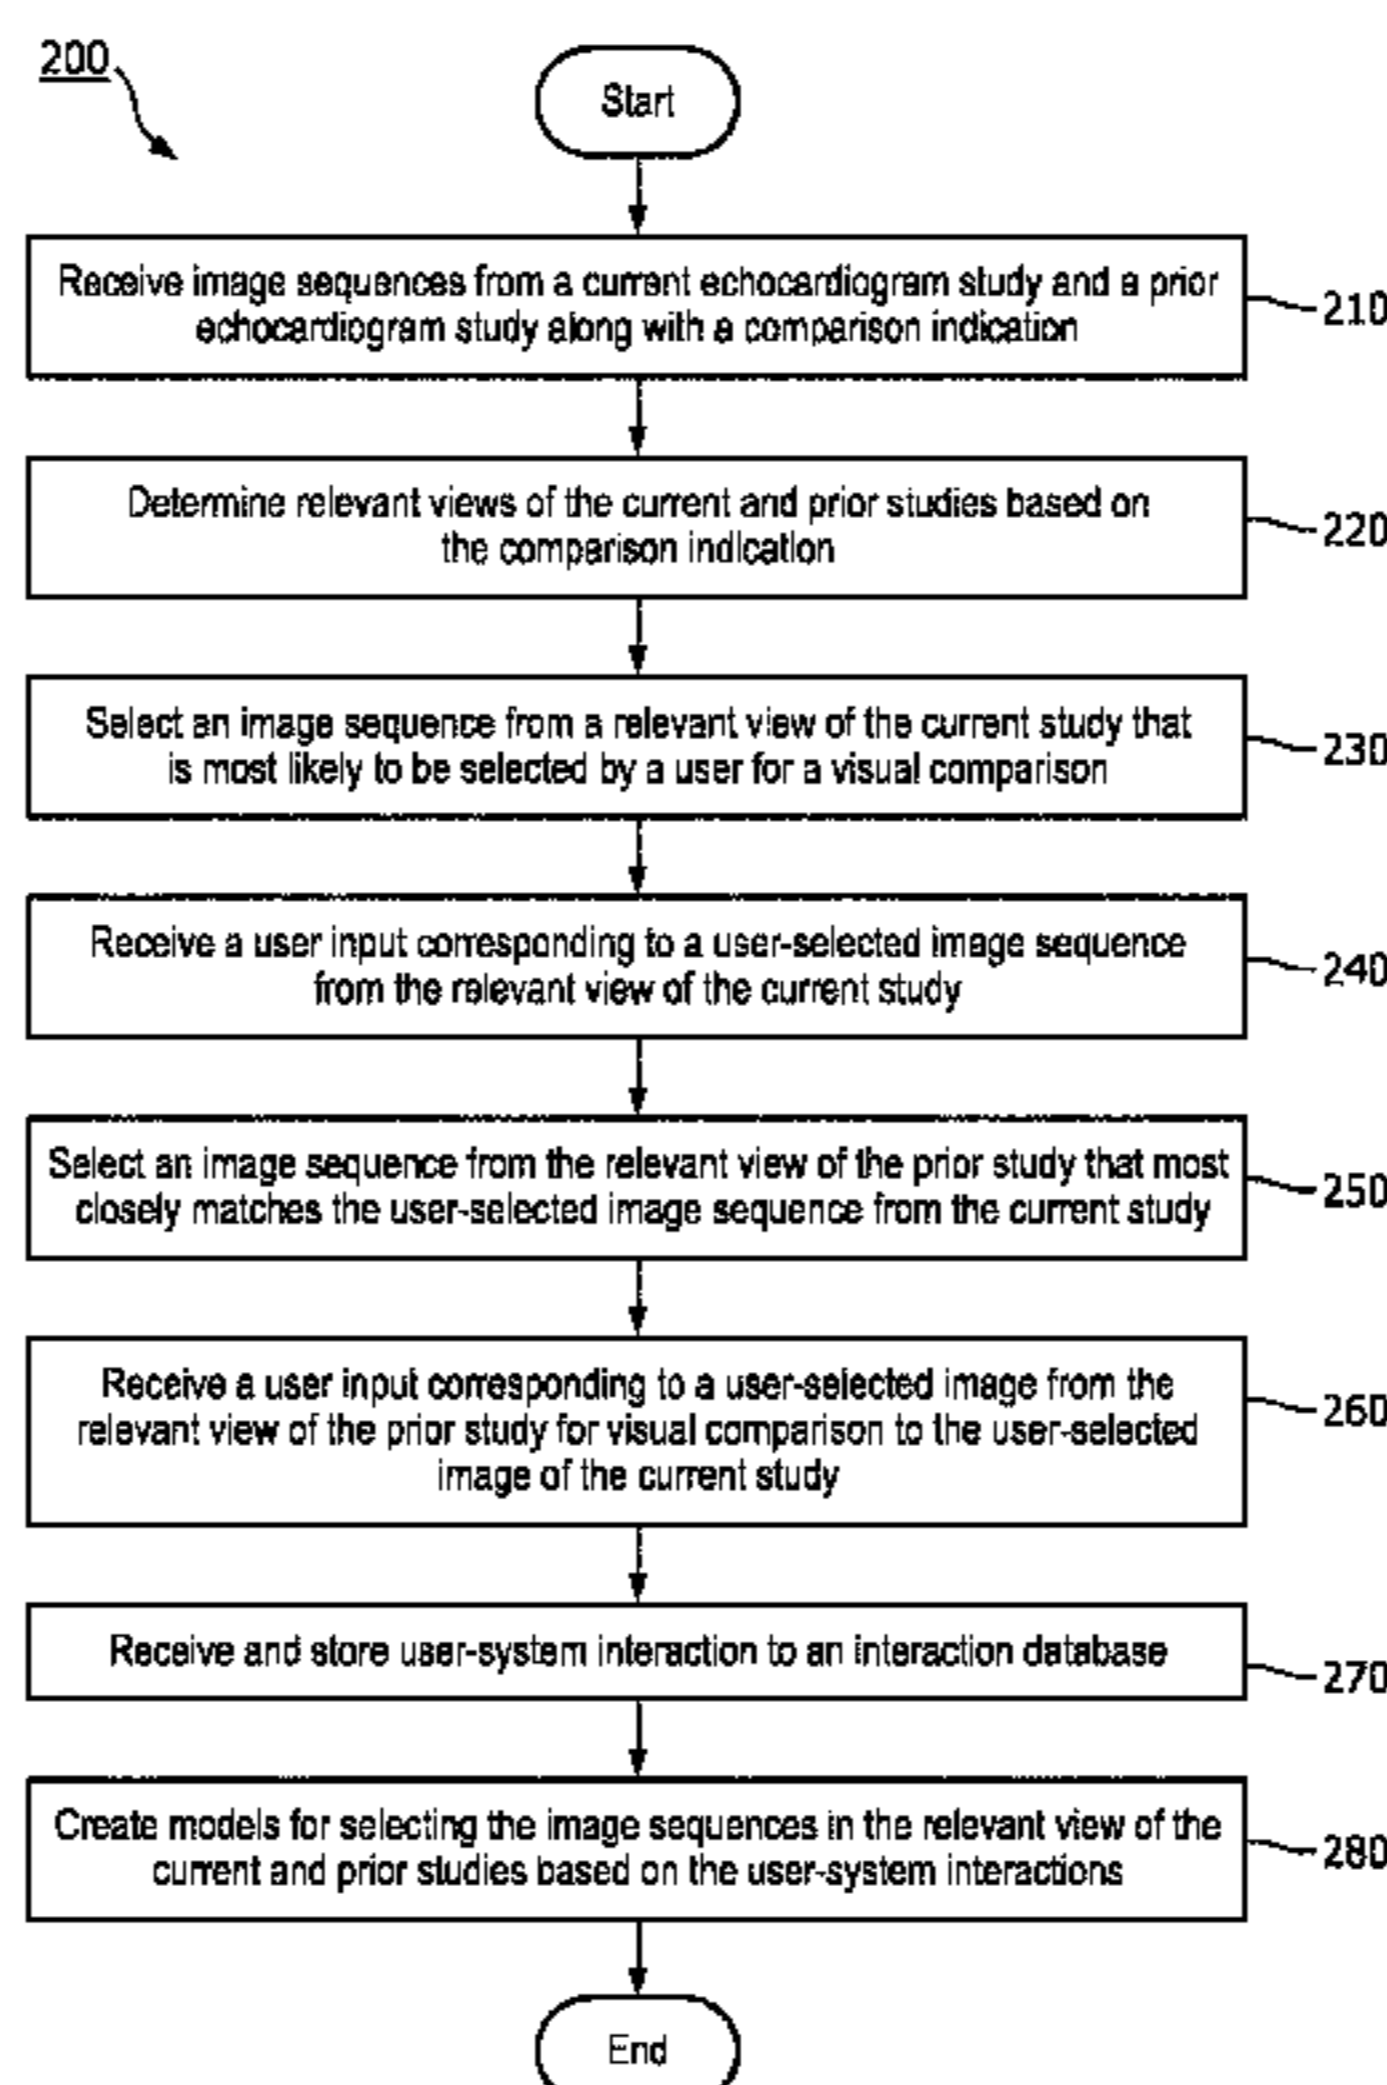 200
Start
Receive image sequences from a current echocardiogram study and a prior
echocardiogram study along with a comparison indication
210
Determine relevant views of the current and prior studies based on
the comparison indication
220
Select an image sequence from a relevant view of the current study that
is most likely to be selected by a user for a visual comparison
230
Receive a user input corresponding to a user-selected image sequence
from the relevant view of the current study
240
Select an image sequence from the relevant view of the prior study that most
closely matches the user-selected image sequence from the current study
250
Receive a user input corresponding to a user-selected image from the
relevant view of the prior study for visual comparison to the user-selected
image of the current study
260
Receive and store user-system interaction to an interaction database
270
Create models for selecting the image sequences in the relevant view of the
current and prior studies based on the user-system interactions
280
End